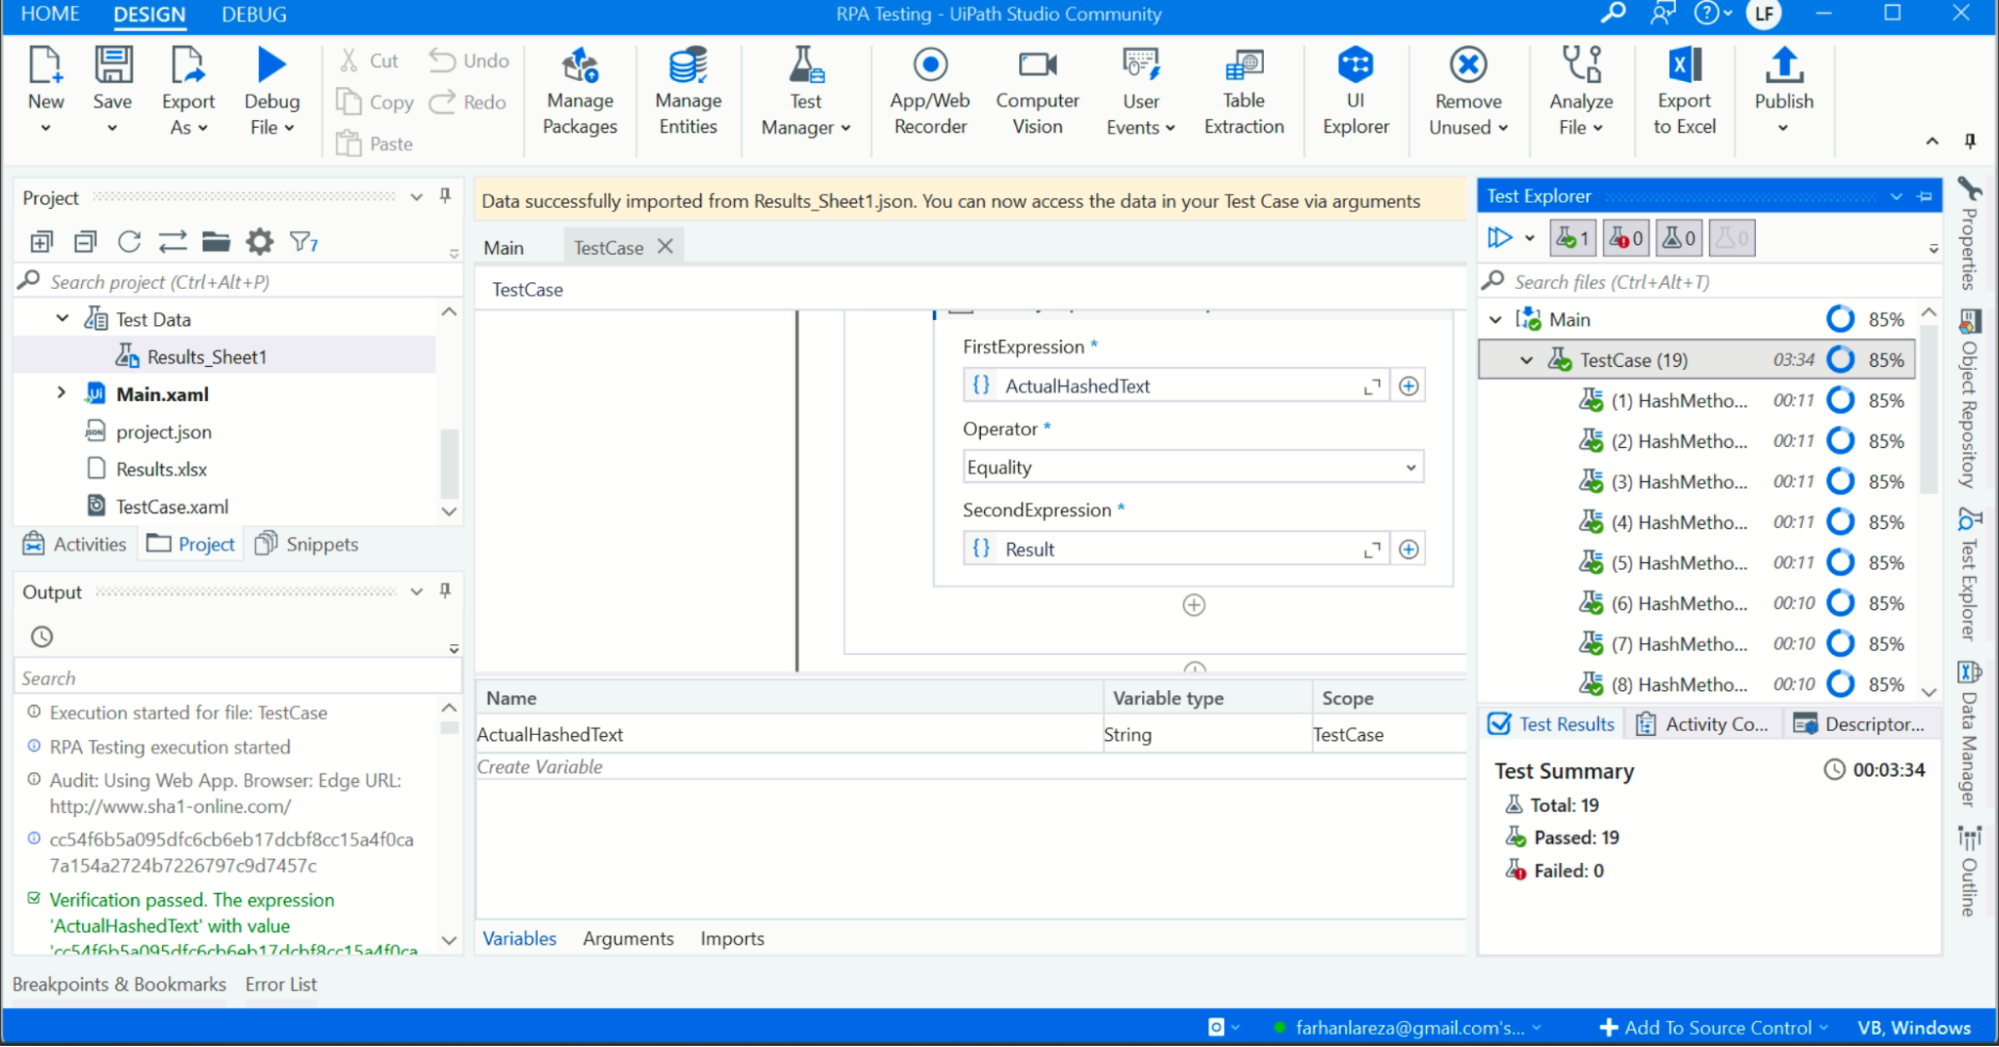 HOME DESIGN DEBUG RPA Testing - UiPath Studio Community LF
New
Save
Export
As
Debug
File
Cut
Copy
Paste
Undo
Redo
Manage
Packages
Manage
Entities
Test
Manager
App/Web
Recorder
Computer
Vision
User
Events
Table
Extraction
UI
Explorer
Remove
Unused
Analyze
File
Export
to Excel
Publish
Project
7
Search project (Ctrl+Alt+P)
Test Data
Results_Sheet1
Main.xaml
project.json
Results.xlsx
TestCase.xaml
Activities Project Snippets
Output
Search
Execution started for file: TestCase
RPA Testing execution started
Audit: Using Web App. Browser: Edge URL:
http://www.sha1-online.com/
cc54f6b5a095dfc6cb6eb17dcbf8cc15a4f0ca
7a154a2724b7226797c9d7457c
Verification passed. The expression
'ActualHashedText' with value
'cc54f6b5a095dfc6cb6eb17dcbf8cc15a4f0ca
Breakpoints & Bookmarks Error List
Data successfully imported from Results_Sheet1.json. You can now access the data in your Test Case via arguments
Main TestCase
TestCase
FirstExpression *
ActualHashedText
Operator *
Equality
SecondExpression *
Result
Name Variable type Scope
ActualHashedText String TestCase
Create Variable
Variables Arguments Imports
Test Explorer
1 0 0 0
Search files (Ctrl+Alt+T)
Main 85%
TestCase (19) 03:34 85%
(1) HashMetho... 00:11 85%
(2) HashMetho... 00:11 85%
(3) HashMetho... 00:11 85%
(4) HashMetho... 00:11 85%
(5) HashMetho... 00:11 85%
(6) HashMetho... 00:10 85%
(7) HashMetho... 00:10 85%
(8) HashMetho... 00:10 85%
Test Results Activity Co... Descriptor...
Test Summary 00:03:34
Total: 19
Passed: 19
Failed: 0
Properties
Object Repository
Test Explorer
Data Manager
Outline
farhanlareza@gmail.com's... Add To Source Control VB, Windows